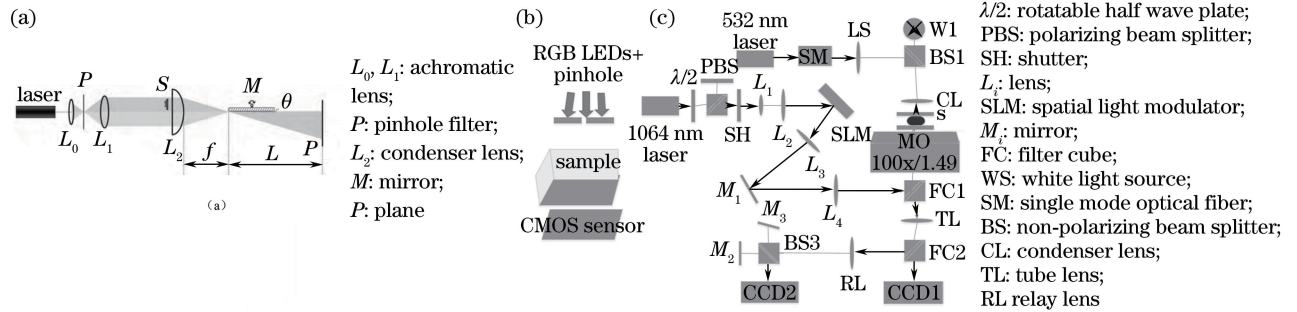 (a)
laser
P
S
M
θ
L0
L1
L2
P
f
L
(a)
L0, L1: achromatic
lens;
P: pinhole filter;
L2: condenser lens;
M: mirror;
P: plane
(b)
RGB LEDs+
pinhole
sample
CMOS sensor
(c)
532 nm
laser
SM
LS
W1
BS1
λ/2
PBS
L1
1064 nm
laser
SH
L2
SLM
CL
s
MO
100x/1.49
L3
M1
L4
FC1
M3
TL
M2
BS3
RL
FC2
CCD2
CCD1
λ/2: rotatable half wave plate;
PBS: polarizing beam splitter;
SH: shutter;
Li: lens;
SLM: spatial light modulator;
Mi: mirror;
FC: filter cube;
WS: white light source;
SM: single mode optical fiber;
BS: non-polarizing beam splitter;
CL: condenser lens;
TL: tube lens;
RL relay lens